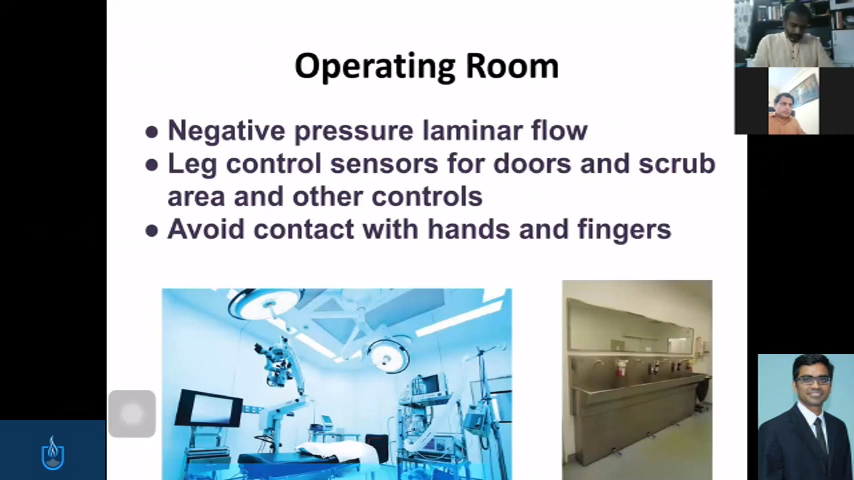 Operating Room
● Negative pressure laminar flow
● Leg control sensors for doors and scrub
area and other controls
● Avoid contact with hands and fingers